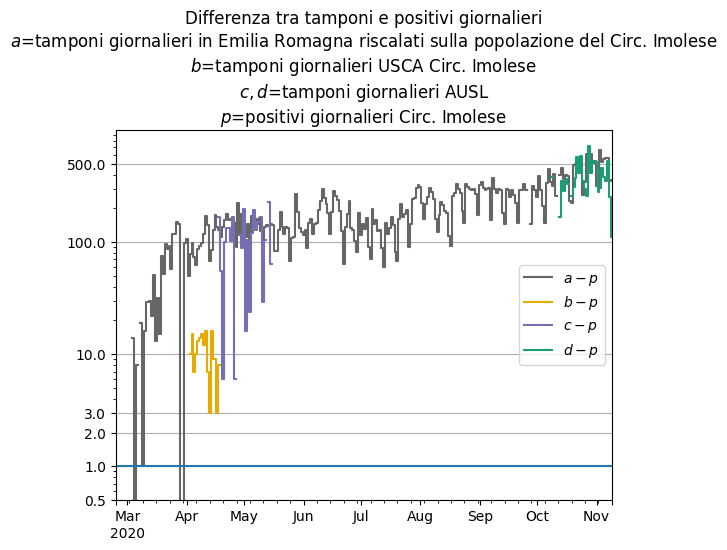 Differenza tra tamponi e positivi giornalieri
a=tamponi giornalieri in Emilia Romagna riscalati sulla popolazione del Circ. Imolese
b=tamponi giornalieri USCA Circ. Imolese
c, d=tamponi giornalieri AUSL
p=positivi giornalieri Circ. Imolese
500.0
100.0
10.0
3.0
2.0
1.0
0.5
a − p
b − p
c − p
d − p
Mar Apr May Jun Jul Aug Sep Oct Nov
2020